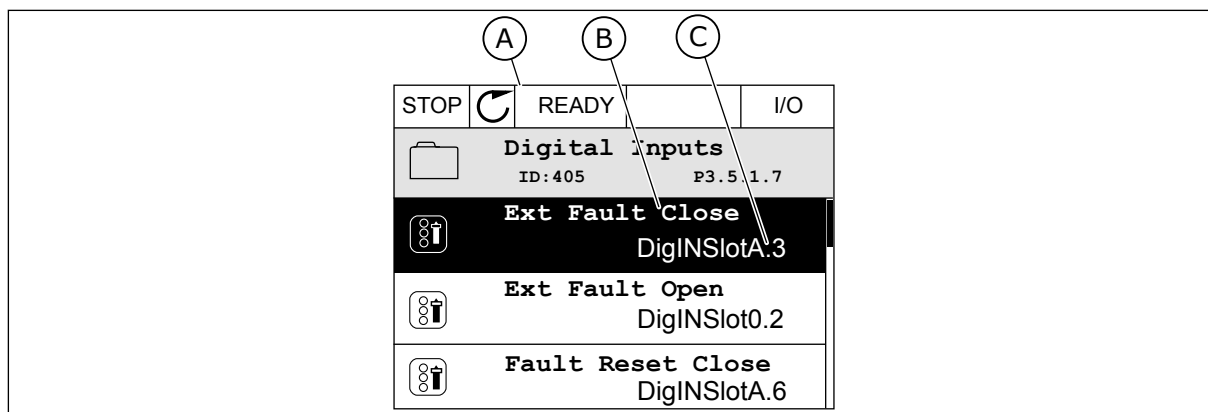 A B C
STOP READY I/O
Digital Inputs
ID:405 P3.5.1.7
Ext Fault Close
DigINSlotA.3
Ext Fault Open
DigINSlot0.2
Fault Reset Close
DigINSlotA.6